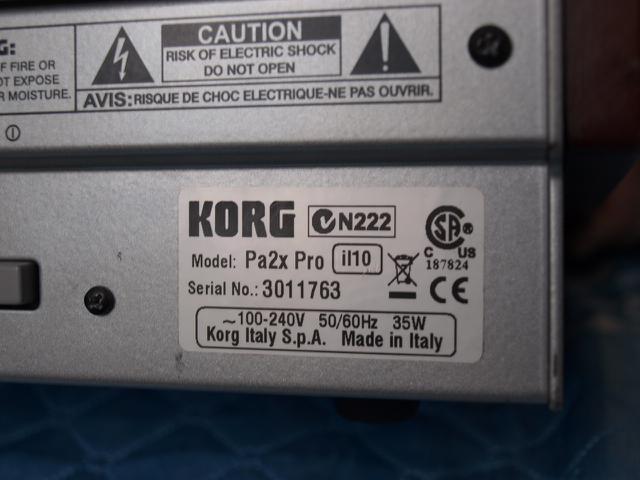 G:
F FIRE OR
OT EXPOSE
R MOISTURE.
CAUTION
RISK OF ELECTRIC SHOCK
DO NOT OPEN
AVIS: RISQUE DE CHOC ELECTRIQUE-NE PAS OUVRIR.
KORG N222
Model: Pa2x Pro il10
Serial No.: 3011763
SA ®
C US
187824
CE
~100-240V 50/60Hz 35W
Korg Italy S.p.A. Made in Italy